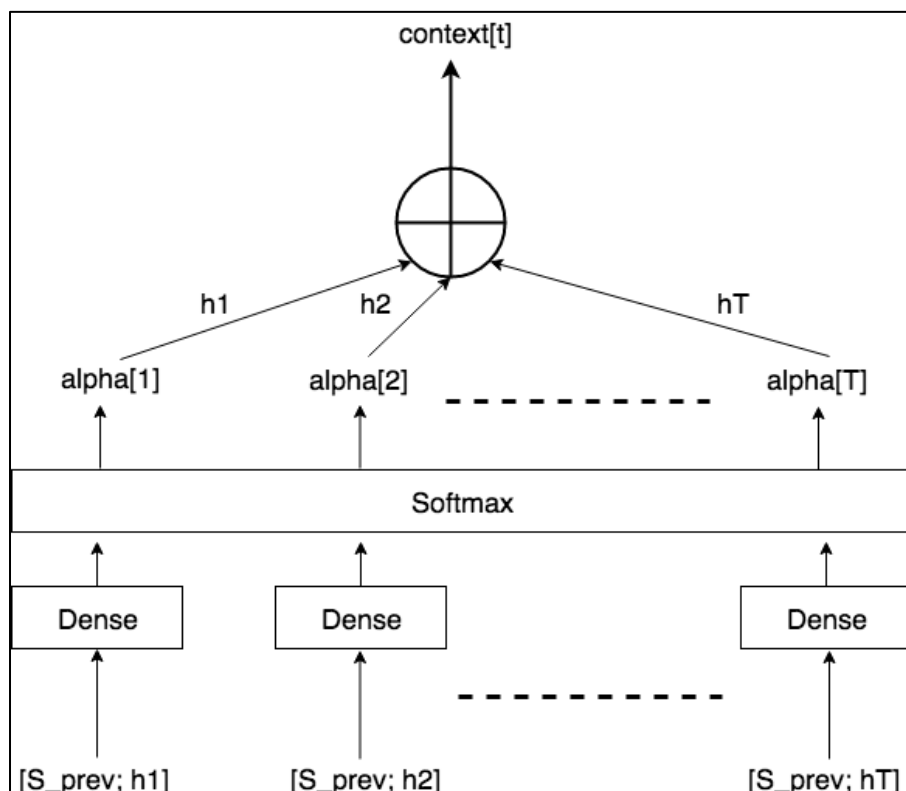 context[t]
h1 h2 hT
alpha[1] alpha[2] alpha[T]
Softmax
Dense Dense Dense
[S_prev; h1] [S_prev; h2] [S_prev; hT]